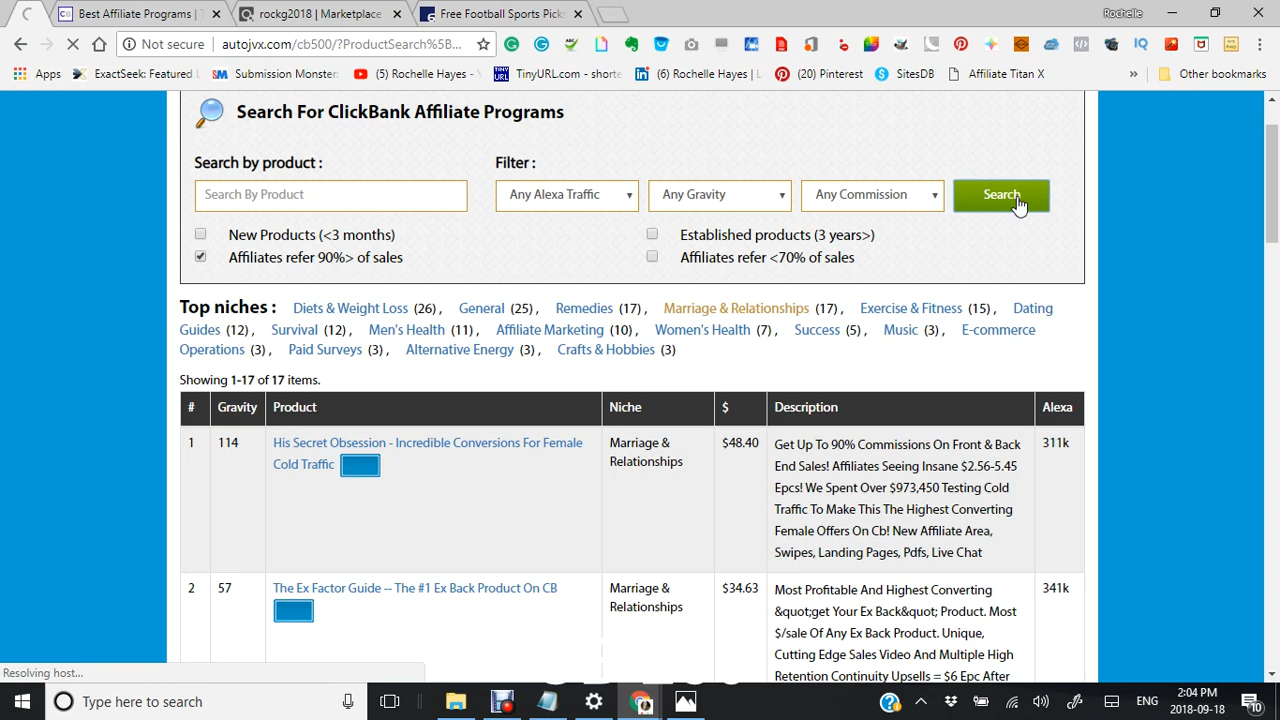 Best Affiliate Programs | T
rockg2018 | Marketplace
Free Football Sports Picks
Rochelle
Not secure
autojvx.com/cb500/?ProductSearch%5B...
Apps
ExactSeek: Featured L
Submission Monster:
(5) Rochelle Hayes - Y
TinyURL.com - shorte
(6) Rochelle Hayes | L
(20) Pinterest
SitesDB
Affiliate Titan X
»
Other bookmarks
Search For ClickBank Affiliate Programs
Search by product :
Filter :
Search By Product
Any Alexa Traffic
Any Gravity
Any Commission
Search
New Products (<3 months)
Established products (3 years>)
Affiliates refer 90%> of sales
Affiliates refer <70% of sales
Top niches : Diets & Weight Loss (26) , General (25) , Remedies (17) , Marriage & Relationships (17) , Exercise & Fitness (15) , Dating
Guides (12) , Survival (12) , Men's Health (11) , Affiliate Marketing (10) , Women's Health (7) , Success (5) , Music (3) , E-commerce
Operations (3) , Paid Surveys (3) , Alternative Energy (3) , Crafts & Hobbies (3)
Showing 1-17 of 17 items.
# Gravity Product Niche $ Description Alexa
1 114 His Secret Obsession - Incredible Conversions For Female
Cold Traffic
Marriage &
Relationships
$48.40
Get Up To 90% Commissions On Front & Back
End Sales! Affiliates Seeing Insane $2.56-5.45
Epcs! We Spent Over $973,450 Testing Cold
Traffic To Make This The Highest Converting
Female Offers On Cb! New Affiliate Area,
Swipes, Landing Pages, Pdfs, Live Chat
311k
2 57 The Ex Factor Guide -- The #1 Ex Back Product On CB
Marriage &
Relationships
$34.63
Most Profitable And Highest Converting
&quot;get Your Ex Back&quot; Product. Most
$/sale Of Any Ex Back Product. Unique,
Cutting Edge Sales Video And Multiple High
Retention Continuity Upsells = $6 Epc After
341k
Resolving host...
Type here to search
ENG
2:04 PM
2018-09-18
10